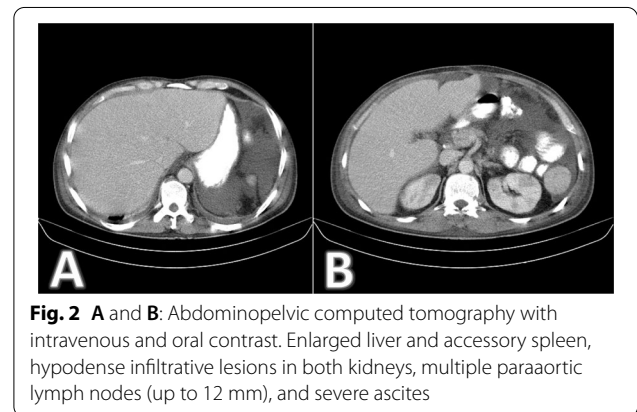 A
B
Fig. 2 A and B: Abdominopelvic computed tomography with
intravenous and oral contrast. Enlarged liver and accessory spleen,
hypodense infiltrative lesions in both kidneys, multiple paraaortic
lymph nodes (up to 12 mm), and severe ascites